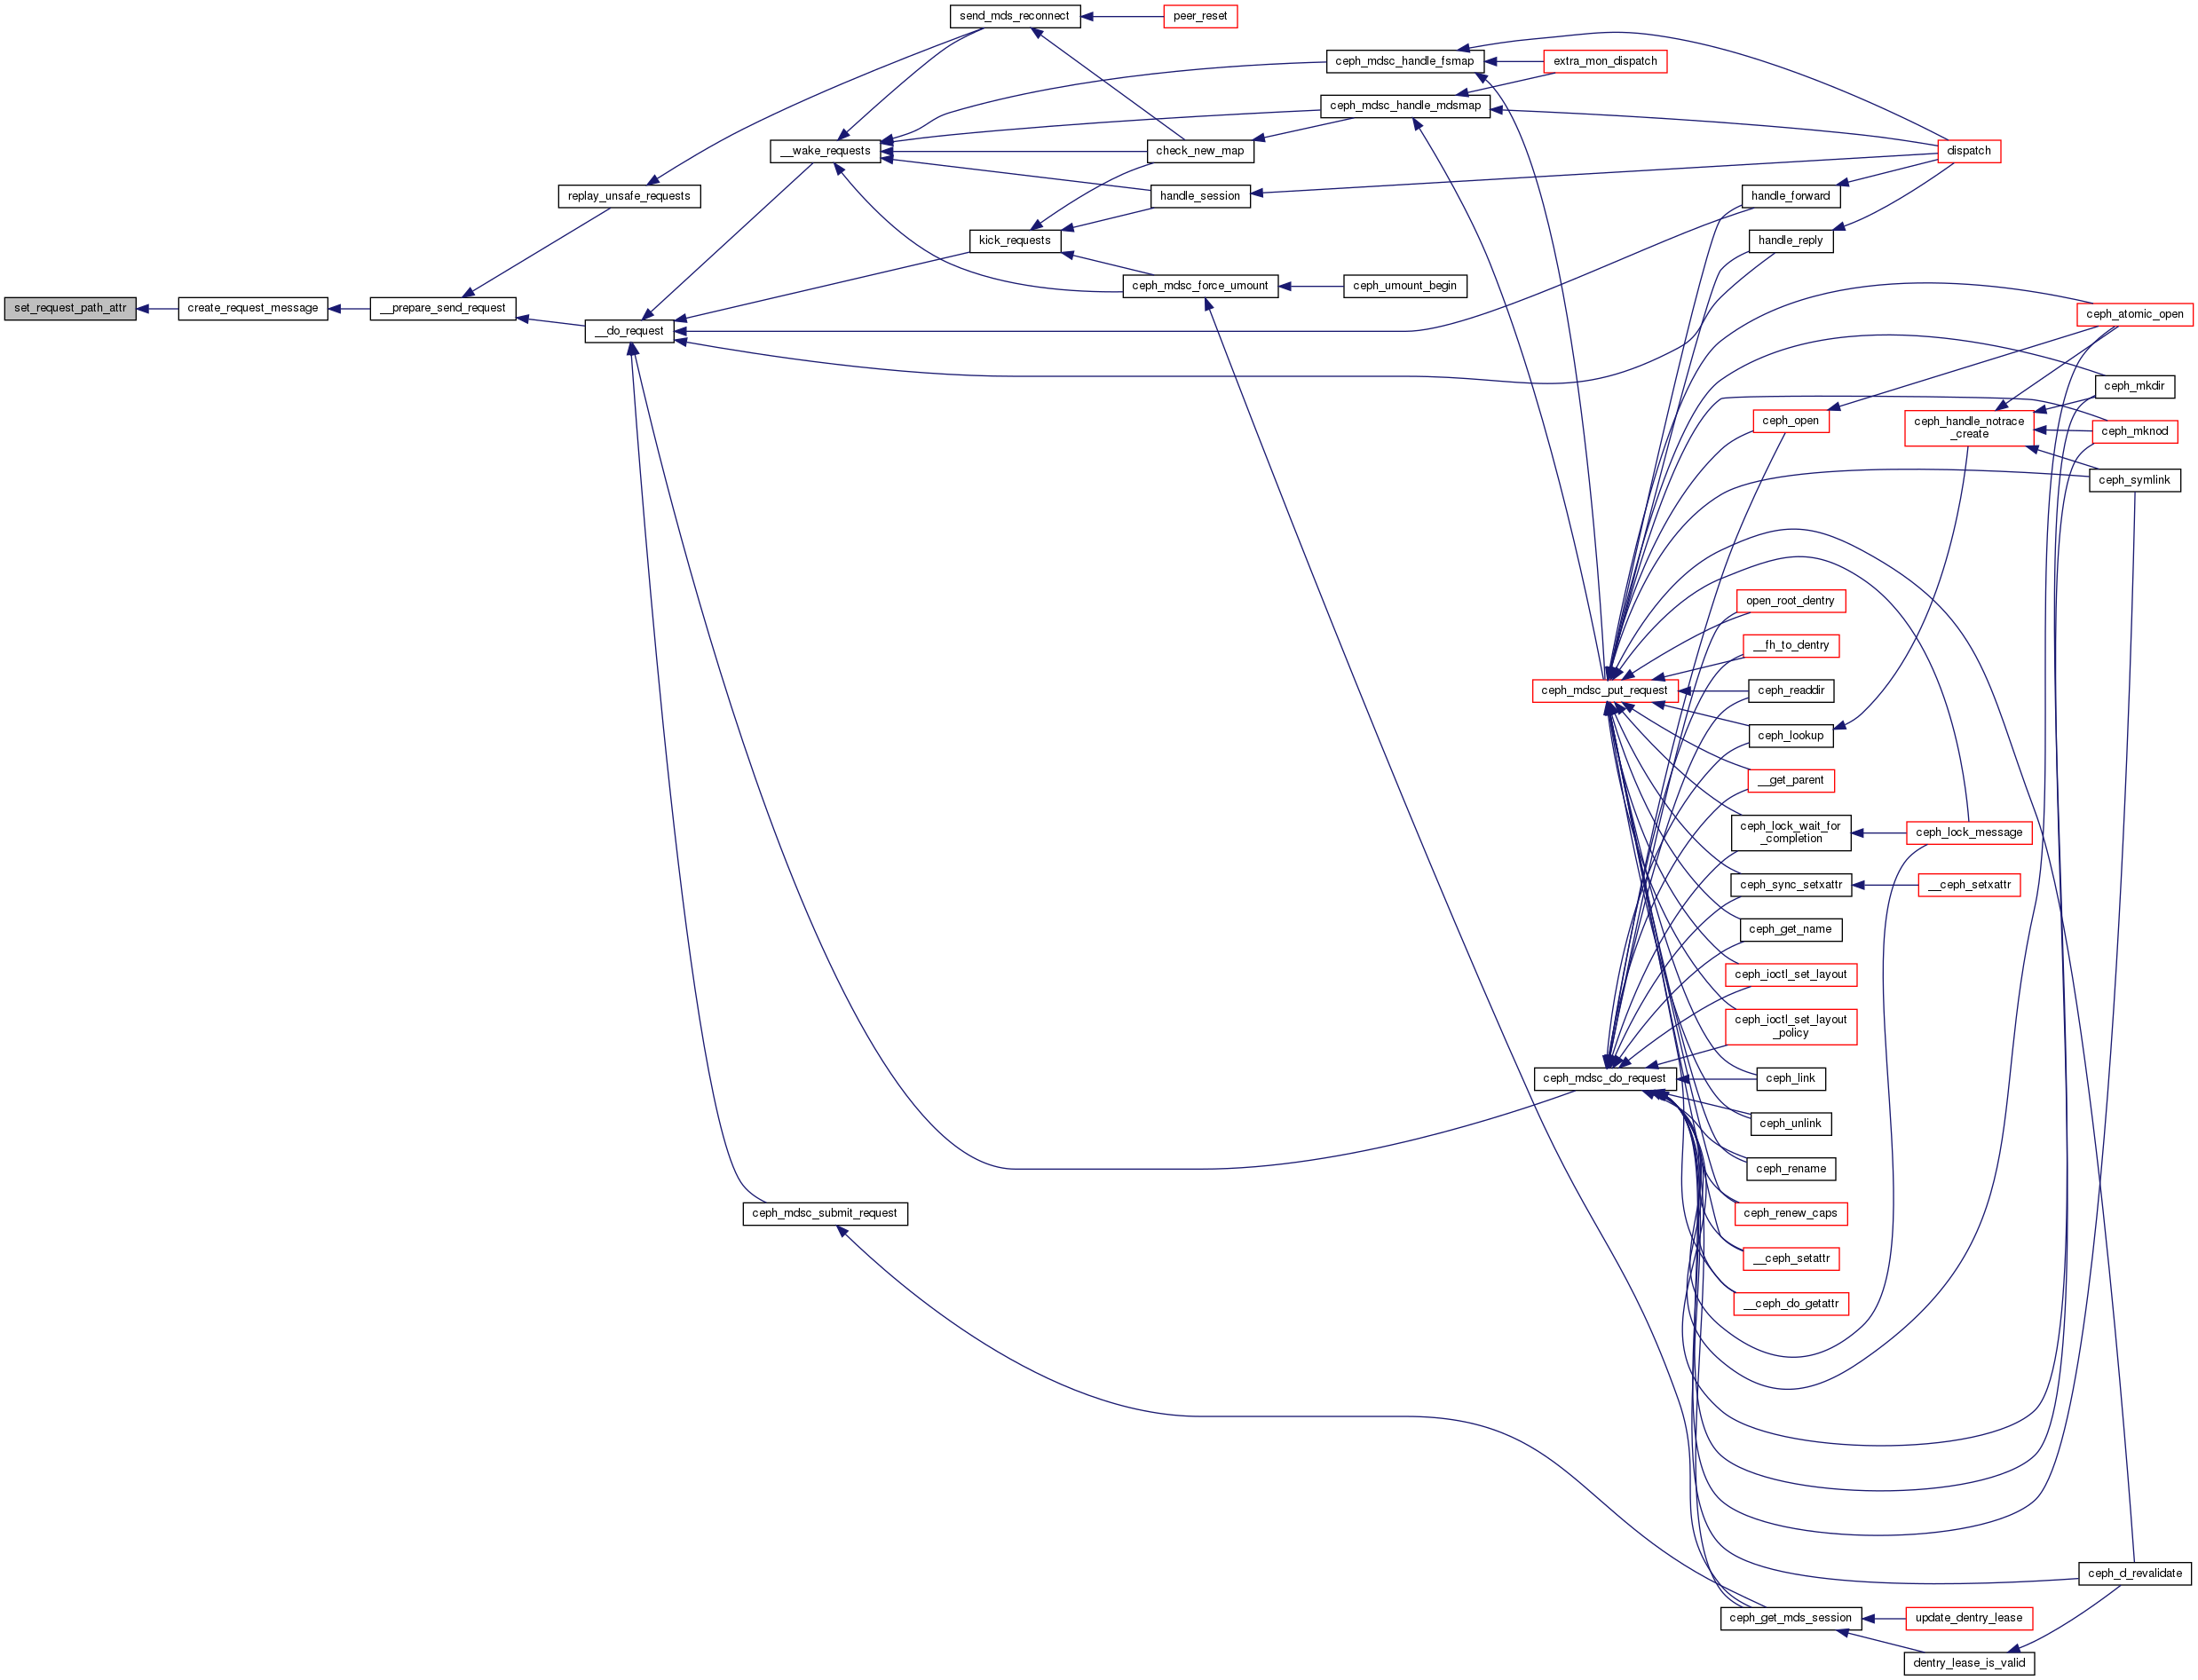 send_mds_reconnect
peer_reset
ceph_mdsc_handle_fsmap
extra_mon_dispatch
ceph_mdsc_handle_mdsmap
__wake_requests
check_new_map
dispatch
replay_unsafe_requests
handle_session
handle_forward
kick_requests
handle_reply
ceph_mdsc_force_umount
ceph_umount_begin
set_request_path_attr
create_request_message
__prepare_send_request
__do_request
ceph_atomic_open
ceph_mkdir
ceph_open
ceph_handle_notrace
_create
ceph_mknod
ceph_symlink
open_root_dentry
__fh_to_dentry
ceph_mdsc_put_request
ceph_readdir
ceph_lookup
__get_parent
ceph_lock_wait_for
_completion
ceph_lock_message
ceph_sync_setxattr
__ceph_setxattr
ceph_get_name
ceph_ioctl_set_layout
ceph_ioctl_set_layout
_policy
ceph_mdsc_do_request
ceph_link
ceph_unlink
ceph_rename
ceph_mdsc_submit_request
ceph_renew_caps
__ceph_setattr
__ceph_do_getattr
ceph_d_revalidate
ceph_get_mds_session
update_dentry_lease
dentry_lease_is_valid